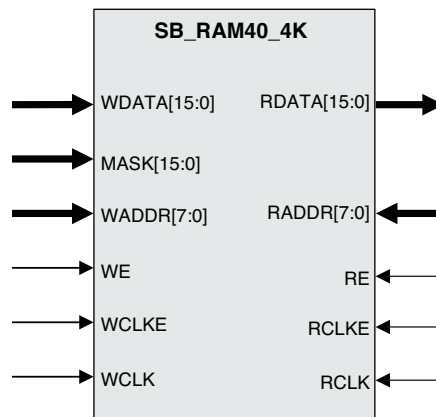 SB_RAM40_4K
WDATA[15:0] RDATA[15:0]
MASK[15:0]
WADDR[7:0] RADDR[7:0]
WE RE
WCLKE RCLKE
WCLK RCLK